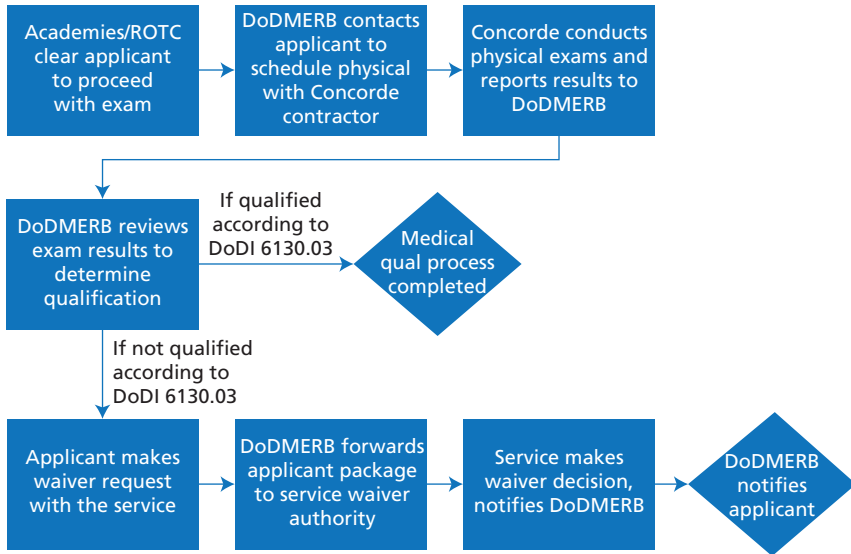 Academies/ROTC
clear applicant
to proceed
with exam
DoDMERB contacts
applicant to
schedule physical
with Concorde
contractor
Concorde conducts
physical exams and
reports results to
DoDMERB
DoDMERB reviews
exam results to
determine
qualification
If qualified
according to
DoDI 6130.03
Medical
qual process
completed
If not qualified
according to
DoDI 6130.03
Applicant makes
waiver request
with the service
DoDMERB forwards
applicant package
to service waiver
authority
Service makes
waiver decision,
notifies DoDMERB
DoDMERB
notifies
applicant